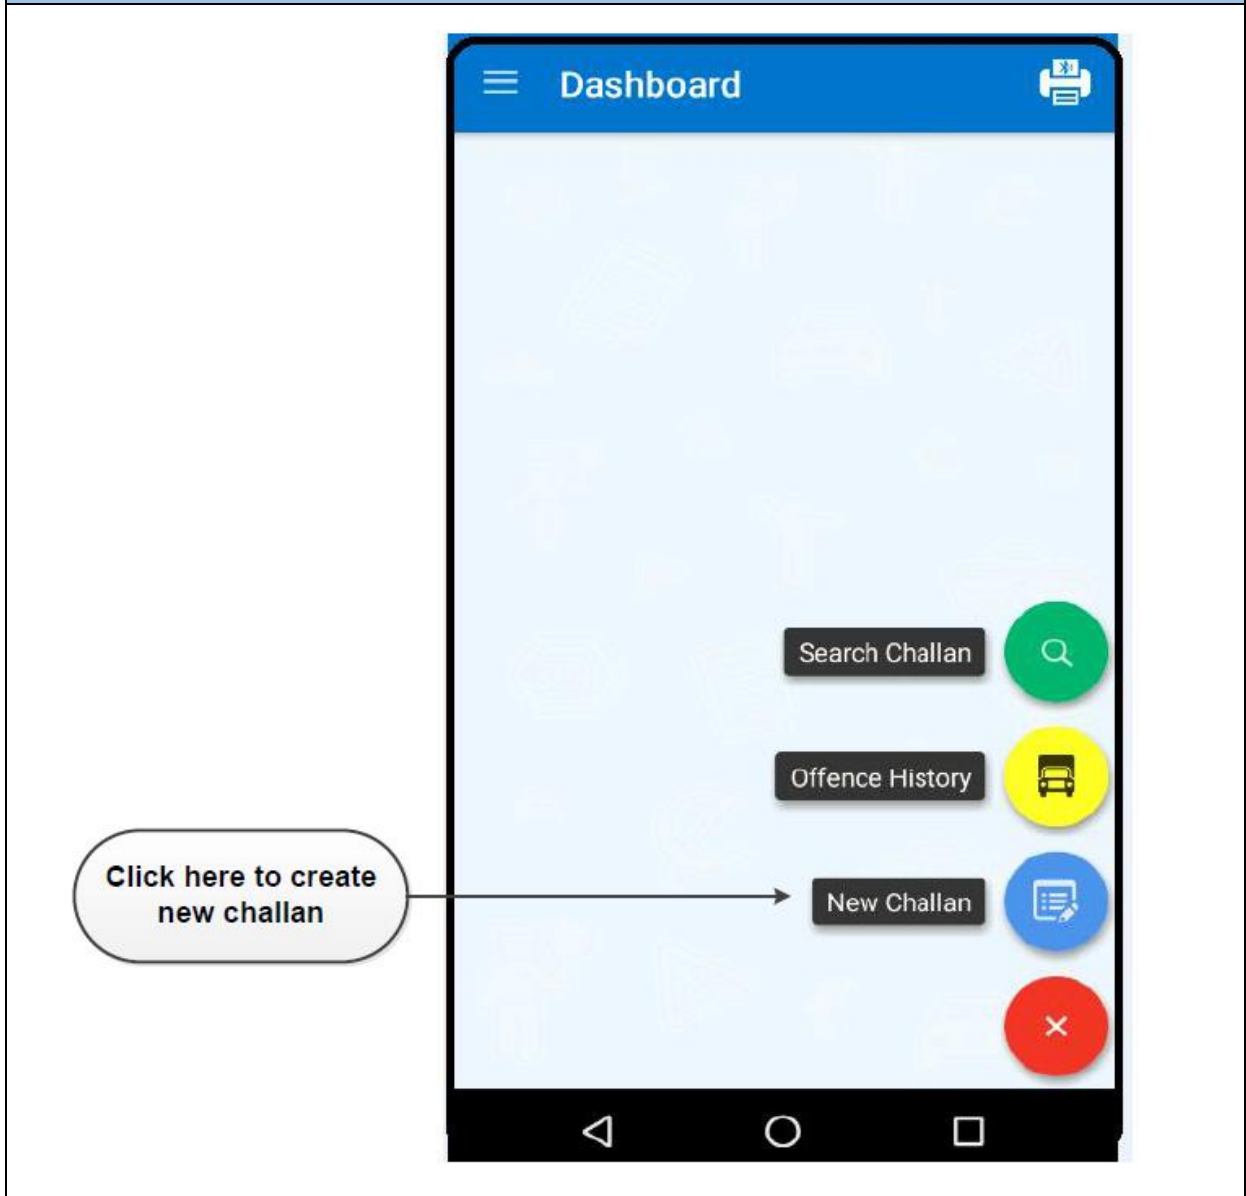 Dashboard
Search Challan
Offence History
Click here to create
new challan
New Challan